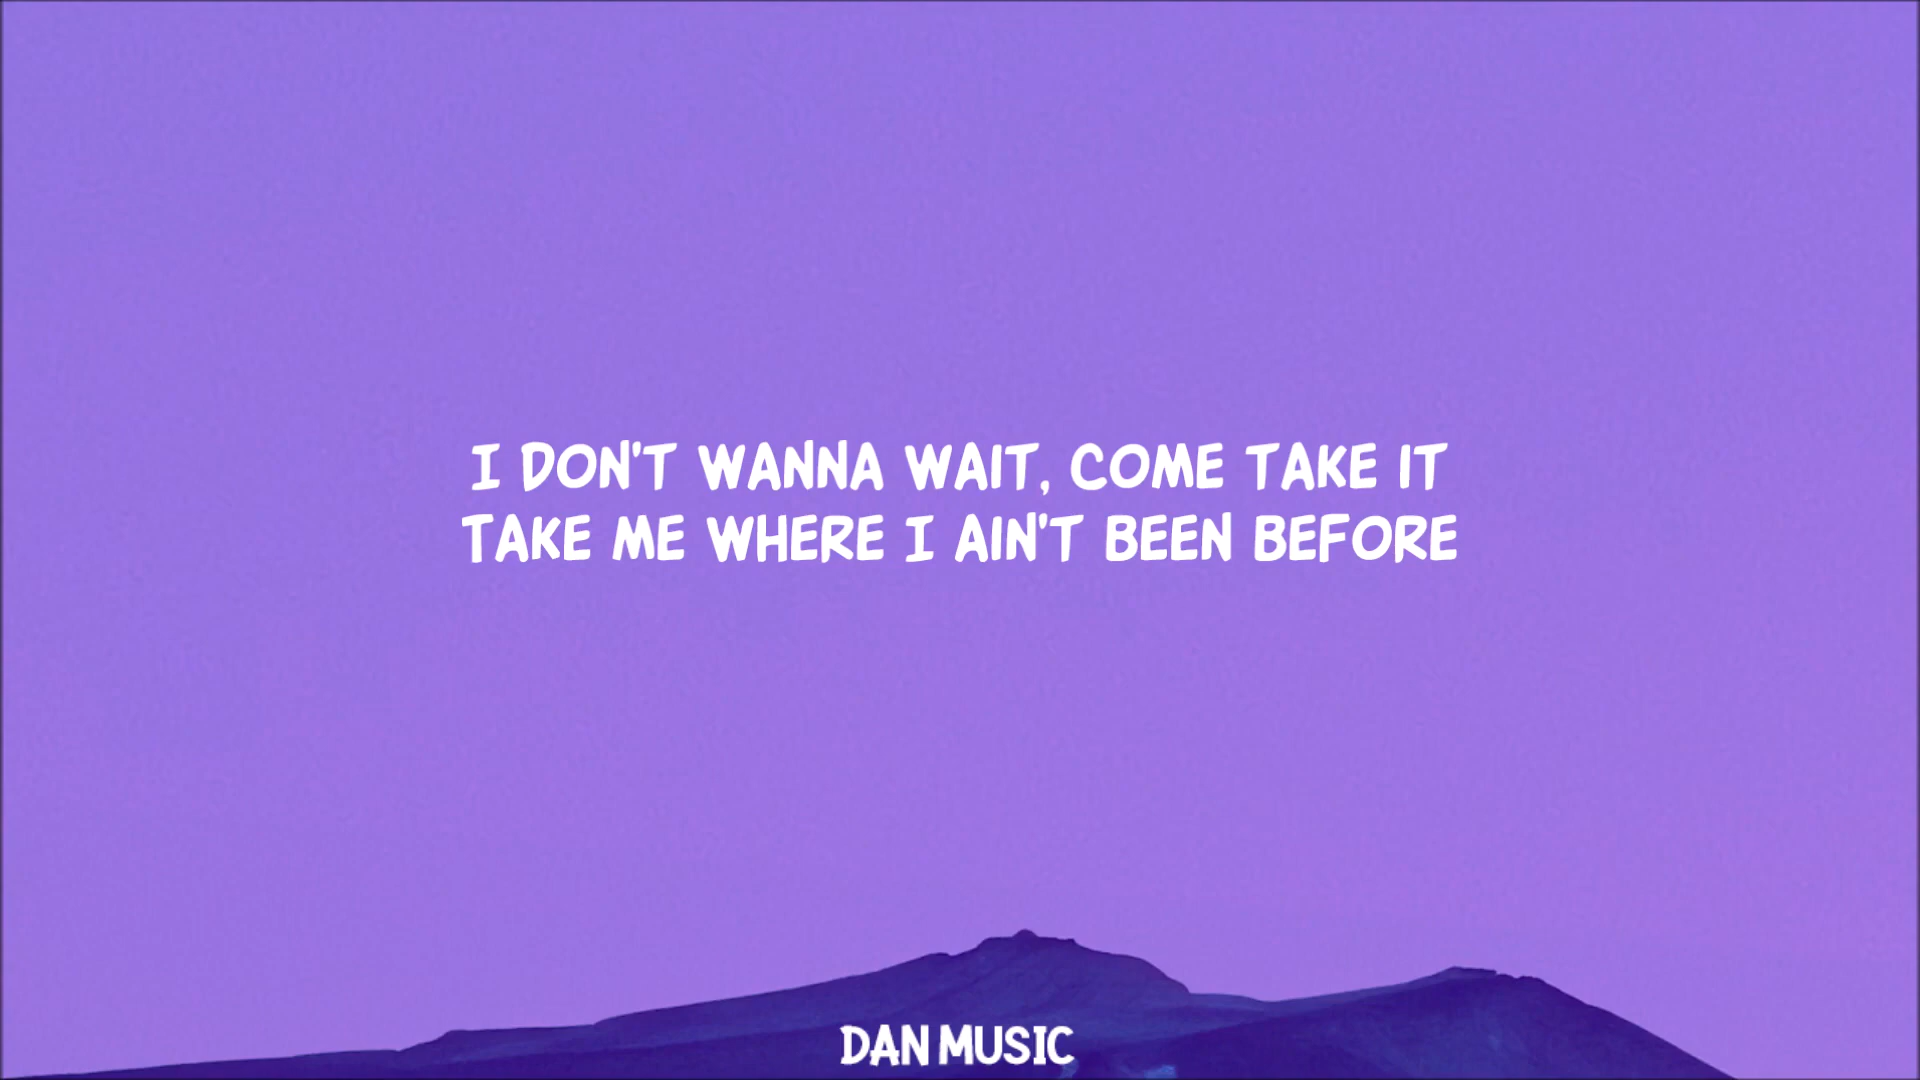 I DON'T WANNA WAIT, COME TAKE IT
TAKE ME WHERE I AIN'T BEEN BEFORE
DAN MUSIC